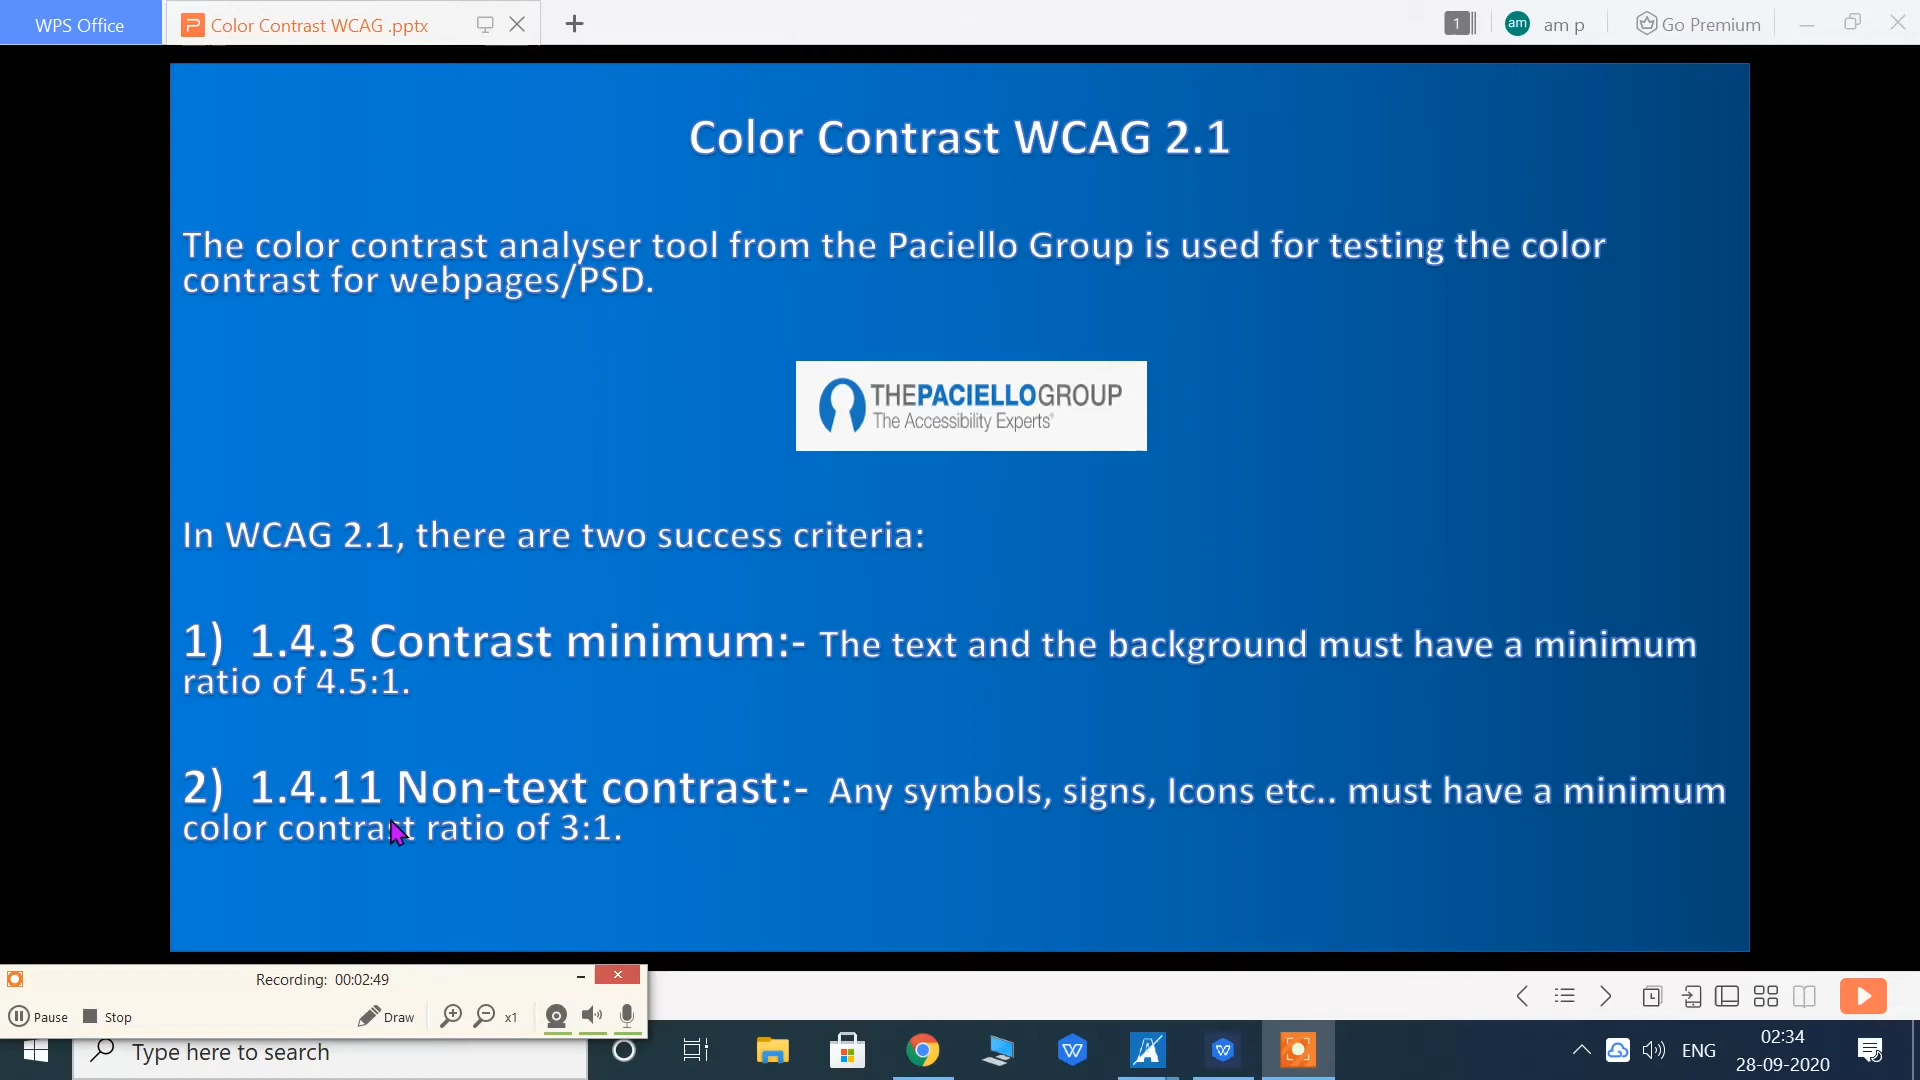 WPS Office
Color Contrast WCAG .pptx
1
am
am p
Go Premium
Color Contrast WCAG 2.1
The color contrast analyser tool from the Paciello Group is used for testing the color
contrast for webpages/PSD.
THEPACIELLOGROUP
The Accessibility Experts®
In WCAG 2.1, there are two success criteria:
1) 1.4.3 Contrast minimum:- The text and the background must have a minimum
ratio of 4.5:1.
2) 1.4.11 Non-text contrast:- Any symbols, signs, Icons etc.. must have a minimum
color contrast ratio of 3:1.
Recording: 00:02:49
Pause
Stop
Draw
x1
Type here to search
ENG
02:34
28-09-2020